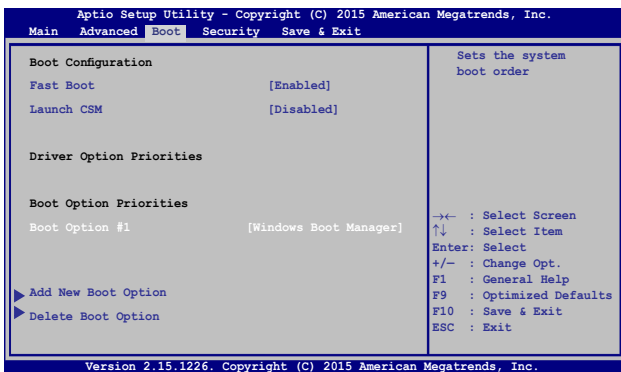 Aptio Setup Utility - Copyright (C) 2015 American Megatrends, Inc.
Main Advanced Boot Security Save & Exit
Boot Configuration
Fast Boot [Enabled]
Launch CSM [Disabled]
Driver Option Priorities
Boot Option Priorities
Boot Option #1 [Windows Boot Manager]
Add New Boot Option
Delete Boot Option
Sets the system
boot order
→← : Select Screen
↑↓ : Select Item
Enter: Select
+/— : Change Opt.
F1 : General Help
F9 : Optimized Defaults
F10 : Save & Exit
ESC : Exit
Version 2.15.1226. Copyright (C) 2015 American Megatrends, Inc.